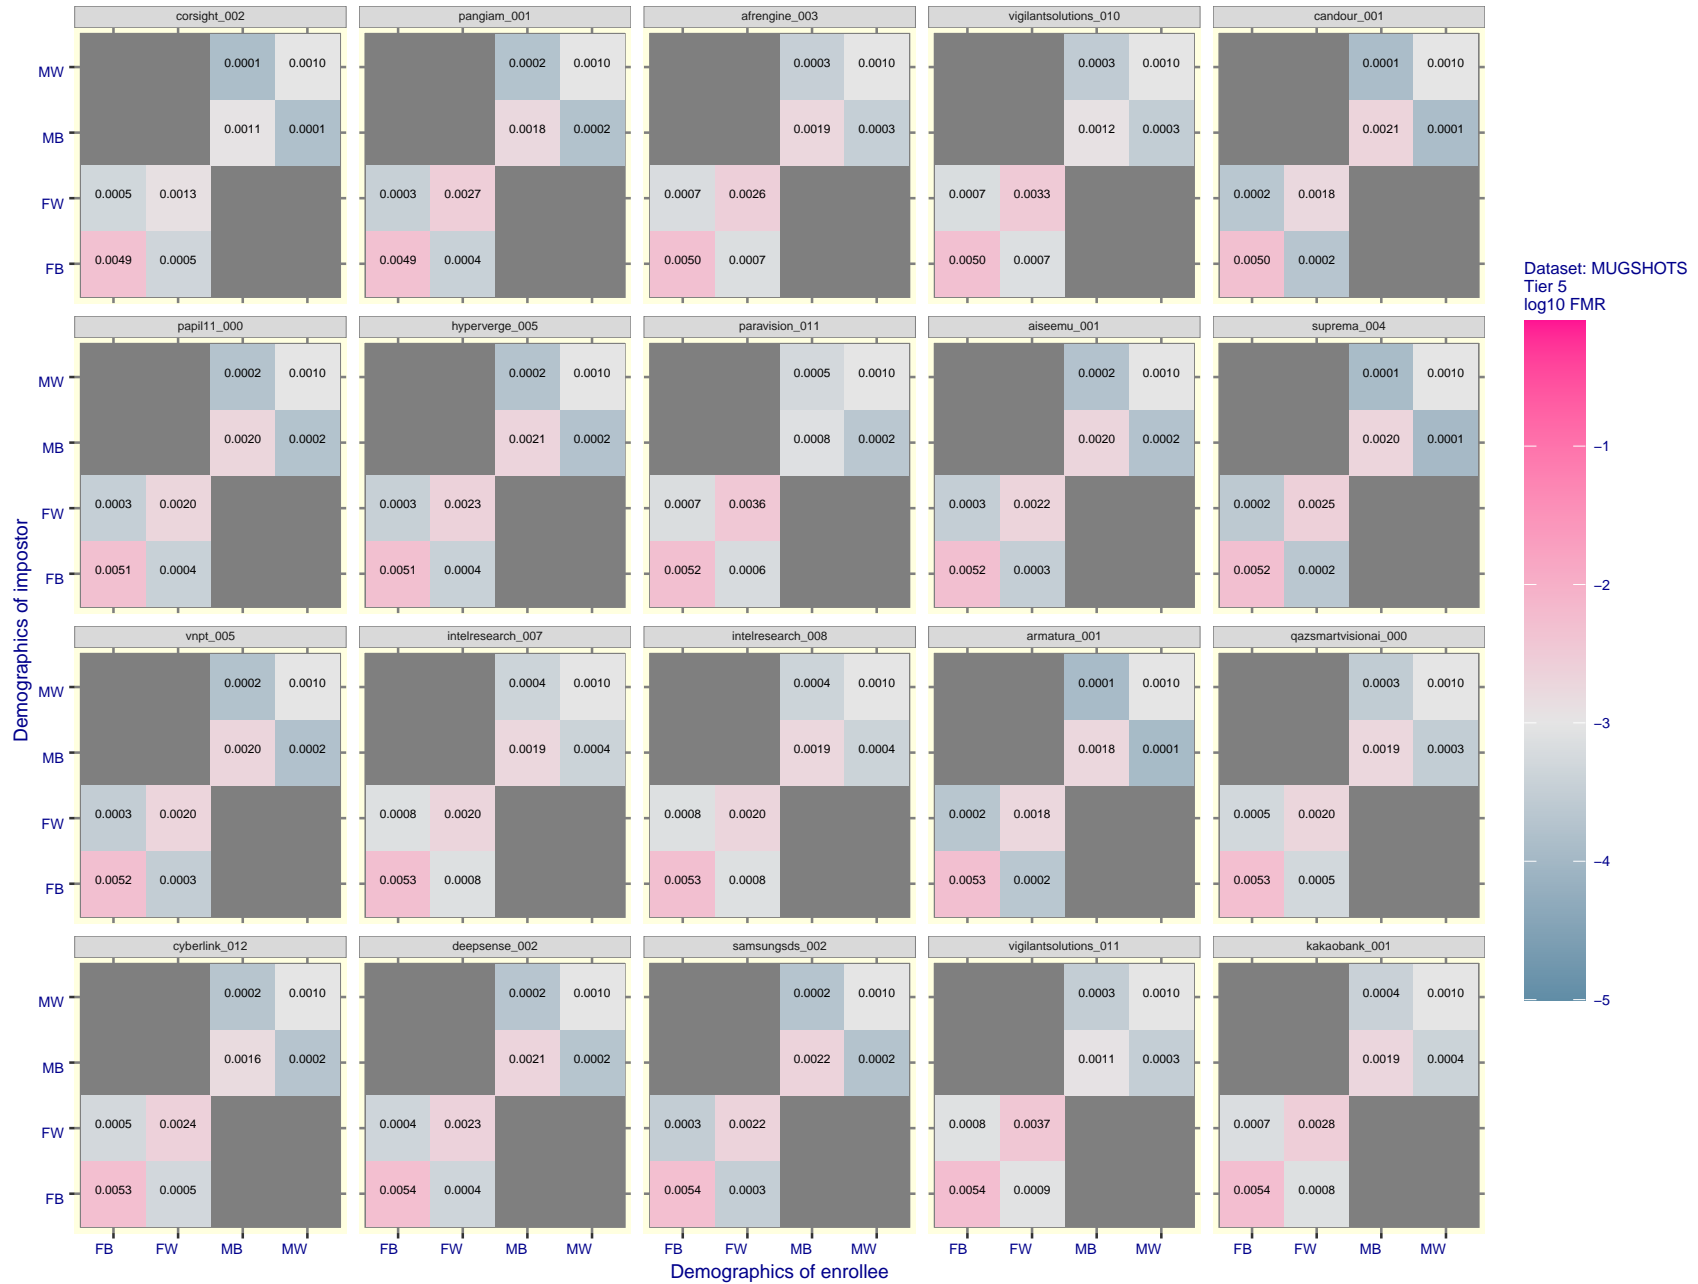 corsight_002 pangiam_001 afrengine_003 vigilantsolutions_010 candour_001
MW 0.0001 0.0010 0.0002 0.0010 0.0003 0.0010 0.0003 0.0010 0.0001 0.0010
MB 0.0011 0.0001 0.0018 0.0002 0.0019 0.0003 0.0012 0.0003 0.0021 0.0001
FW 0.0005 0.0013 0.0003 0.0027 0.0007 0.0026 0.0007 0.0033 0.0002 0.0018
FB 0.0049 0.0005 0.0049 0.0004 0.0050 0.0007 0.0050 0.0007 0.0050 0.0002
papil11_000 hyperverge_005 paravision_011 aiseemu_001 suprema_004
MW 0.0002 0.0010 0.0002 0.0010 0.0005 0.0010 0.0002 0.0010 0.0001 0.0010
MB 0.0020 0.0002 0.0021 0.0002 0.0008 0.0002 0.0020 0.0002 0.0020 0.0001
FW 0.0003 0.0020 0.0003 0.0023 0.0007 0.0036 0.0003 0.0022 0.0002 0.0025
FB 0.0051 0.0004 0.0051 0.0004 0.0052 0.0006 0.0052 0.0003 0.0052 0.0002
vnpt_005 intelresearch_007 intelresearch_008 armatura_001 qazsmartvisionai_000
MW 0.0002 0.0010 0.0004 0.0010 0.0004 0.0010 0.0001 0.0010 0.0003 0.0010
MB 0.0020 0.0002 0.0019 0.0004 0.0019 0.0004 0.0018 0.0001 0.0019 0.0003
FW 0.0003 0.0020 0.0008 0.0020 0.0008 0.0020 0.0002 0.0018 0.0005 0.0020
FB 0.0052 0.0003 0.0053 0.0008 0.0053 0.0008 0.0053 0.0002 0.0053 0.0005
cyberlink_012 deepsense_002 samsungsds_002 vigilantsolutions_011 kakaobank_001
MW 0.0002 0.0010 0.0002 0.0010 0.0002 0.0010 0.0003 0.0010 0.0004 0.0010
MB 0.0016 0.0002 0.0021 0.0002 0.0022 0.0002 0.0011 0.0003 0.0019 0.0004
FW 0.0005 0.0024 0.0004 0.0023 0.0003 0.0022 0.0008 0.0037 0.0007 0.0028
FB 0.0053 0.0005 0.0054 0.0004 0.0054 0.0003 0.0054 0.0009 0.0054 0.0008
FB FW MB MW FB FW MB MW FB FW MB MW FB FW MB MW FB FW MB MW
Demographics of enrollee
Demographics of impostor
Dataset: MUGSHOTS
Tier 5
log10 FMR
−1
−2
−3
−4
−5